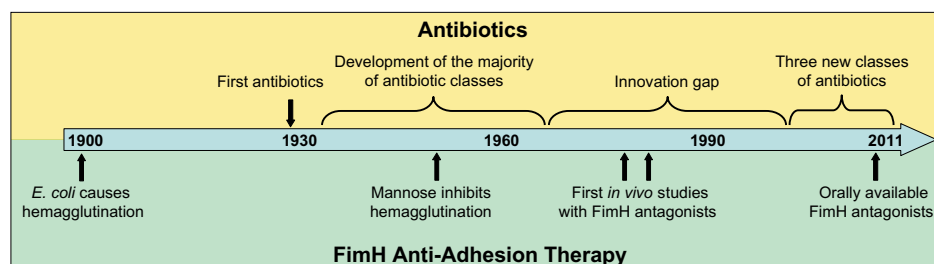 Antibiotics
First antibiotics
Development of the majority
of antibiotic classes
Innovation gap
Three new classes
of antibiotics
1900
1930
1960
1990
2011
E. coli causes
hemagglutination
Mannose inhibits
hemagglutination
First in vivo studies
with FimH antagonists
Orally available
FimH antagonists
FimH Anti-Adhesion Therapy